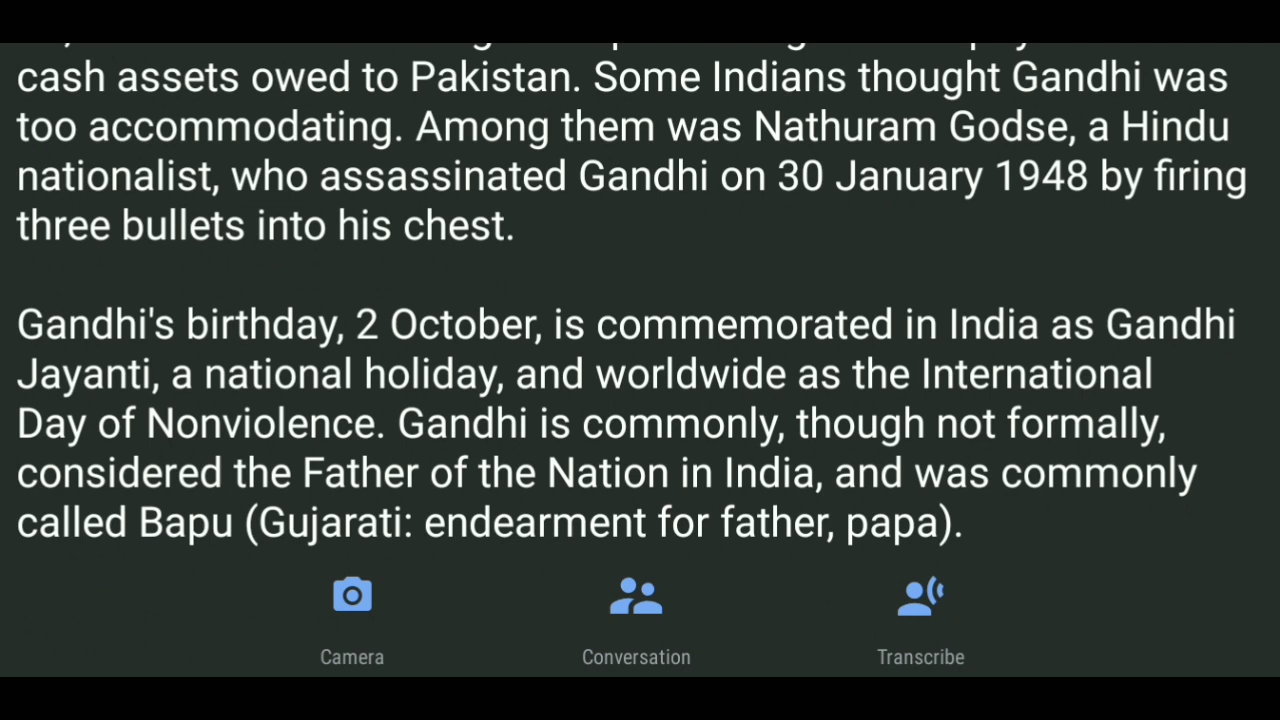 cash assets owed to Pakistan. Some Indians thought Gandhi was
too accommodating. Among them was Nathuram Godse, a Hindu
nationalist, who assassinated Gandhi on 30 January 1948 by firing
three bullets into his chest.
Gandhi's birthday, 2 October, is commemorated in India as Gandhi
Jayanti, a national holiday, and worldwide as the International
Day of Nonviolence. Gandhi is commonly, though not formally,
considered the Father of the Nation in India, and was commonly
called Bapu (Gujarati: endearment for father, papa).
Camera
Conversation
Transcribe